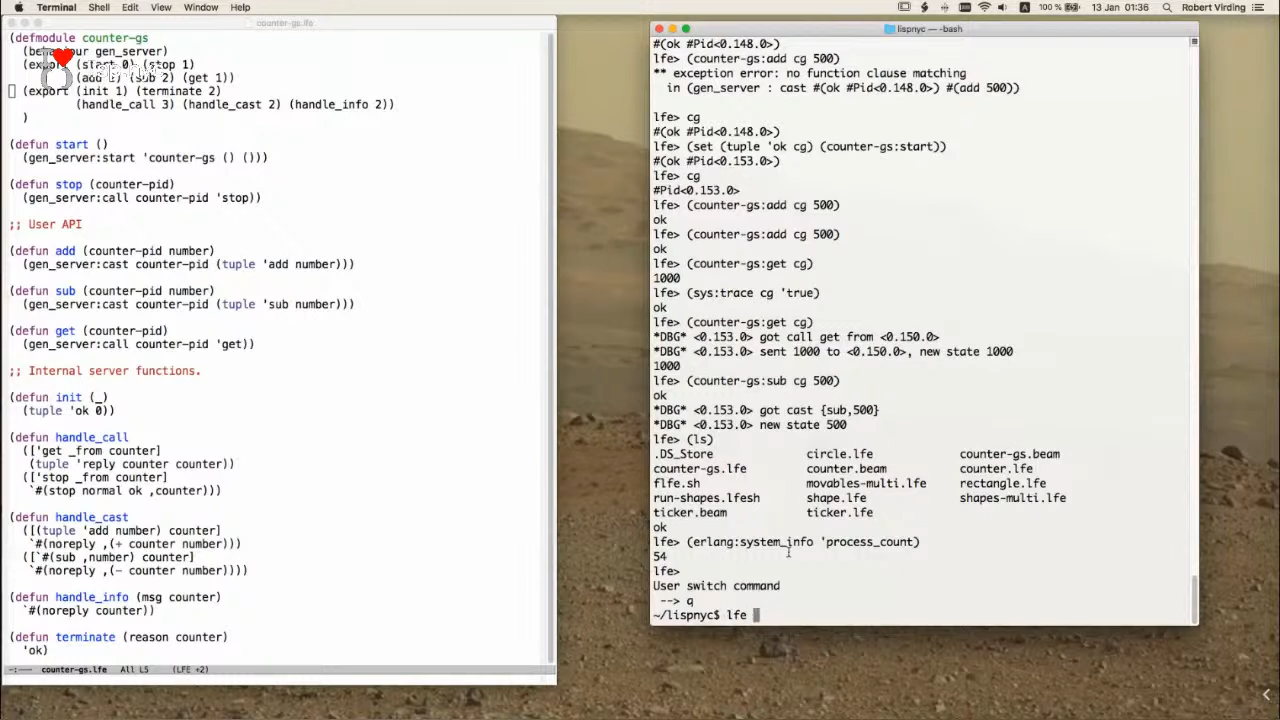 Terminal Shell Edit View Window Help 100 % 13 Jan 01:36 Robert Virding
counter-gs.lfe
(defmodule counter-gs
(behaviour gen_server)
(export (start 0) (stop 1)
(add 2) (sub 2) (get 1))
(export (init 1) (terminate 2)
(handle_call 3) (handle_cast 2) (handle_info 2))
)
(defun start ()
(gen_server:start 'counter-gs () ()))
(defun stop (counter-pid)
(gen_server:call counter-pid 'stop))
;; User API
(defun add (counter-pid number)
(gen_server:cast counter-pid (tuple 'add number)))
(defun sub (counter-pid number)
(gen_server:cast counter-pid (tuple 'sub number)))
(defun get (counter-pid)
(gen_server:call counter-pid 'get))
;; Internal server functions.
(defun init (_)
(tuple 'ok 0))
(defun handle_call
(['get _from counter]
(tuple 'reply counter counter))
(['stop _from counter]
`#(stop normal ok ,counter)))
(defun handle_cast
([(tuple 'add number) counter]
`#(noreply ,(+ counter number)))
([`#(sub ,number) counter]
`#(noreply ,(- counter number))))
(defun handle_info (msg counter)
`#(noreply counter))
(defun terminate (reason counter)
'ok)
-:--- counter-gs.lfe All L5 (LFE +2)
lispnyc — -bash
#(ok #Pid<0.148.0>)
lfe> (counter-gs:add cg 500)
** exception error: no function clause matching
in (gen_server : cast #(ok #Pid<0.148.0>) #(add 500))
lfe> cg
#(ok #Pid<0.148.0>)
lfe> (set (tuple 'ok cg) (counter-gs:start))
#(ok #Pid<0.153.0>)
lfe> cg
#Pid<0.153.0>
lfe> (counter-gs:add cg 500)
ok
lfe> (counter-gs:add cg 500)
ok
lfe> (counter-gs:get cg)
1000
lfe> (sys:trace cg 'true)
ok
lfe> (counter-gs:get cg)
*DBG* <0.153.0> got call get from <0.150.0>
*DBG* <0.153.0> sent 1000 to <0.150.0>, new state 1000
1000
lfe> (counter-gs:sub cg 500)
ok
*DBG* <0.153.0> got cast {sub,500}
*DBG* <0.153.0> new state 500
lfe> (ls)
.DS_Store circle.lfe counter-gs.beam
counter-gs.lfe counter.beam counter.lfe
flfe.sh movables-multi.lfe rectangle.lfe
run-shapes.lfesh shape.lfe shapes-multi.lfe
ticker.beam ticker.lfe
ok
lfe> (erlang:system_info 'process_count)
54
lfe>
User switch command
--> q
~/lispnyc$ lfe